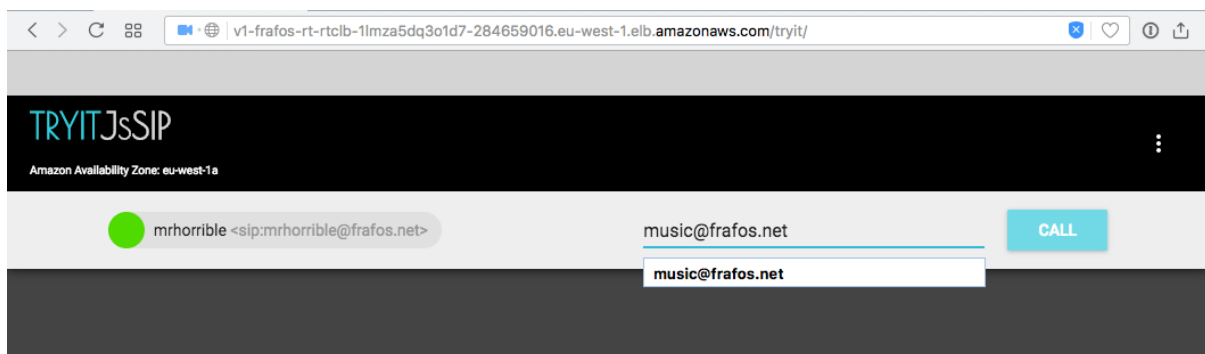 v1-frafos-rt-rtclb-1lmza5dq3o1d7-284659016.eu-west-1.elb.amazonaws.com/tryit/
TRYITJSSIP
Amazon Availability Zone: eu-west-1a
mrhorrible <sip:mrhorrible@frafos.net>
music@frafos.net
CALL
music@frafos.net